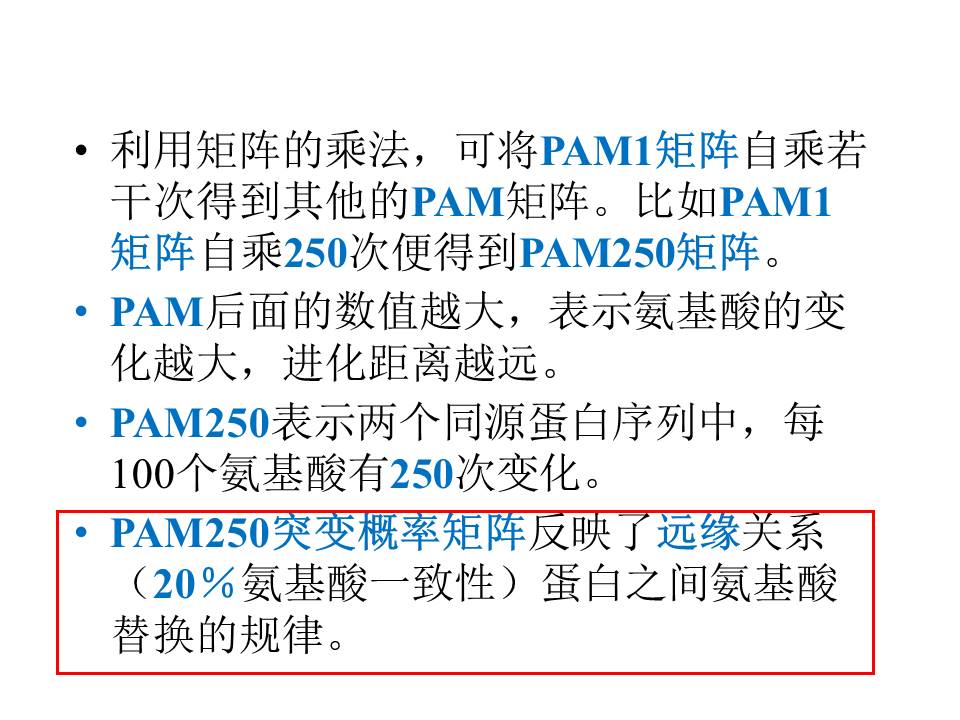 • 利用矩阵的乘法，可将PAM1矩阵自乘若
干次得到其他的PAM矩阵。比如PAM1
矩阵自乘250次便得到PAM250矩阵。
• PAM后面的数值越大，表示氨基酸的变
化越大，进化距离越远。
• PAM250表示两个同源蛋白序列中，每
100个氨基酸有250次变化。
• PAM250突变概率矩阵反映了远缘关系
（20％氨基酸一致性）蛋白之间氨基酸
替换的规律。